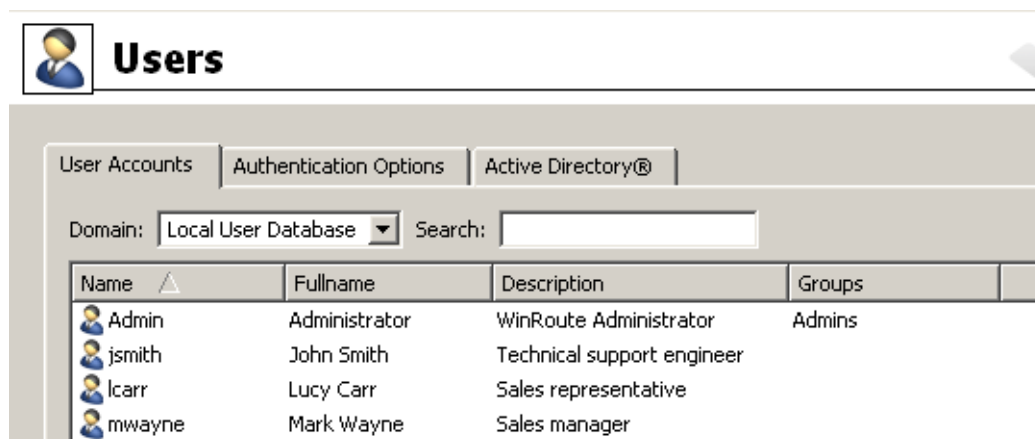 Users
User Accounts Authentication Options Active Directory®
Domain: Local User Database Search:
Name Fullname Description Groups
Admin Administrator WinRoute Administrator Admins
jsmith John Smith Technical support engineer
lcarr Lucy Carr Sales representative
mwayne Mark Wayne Sales manager